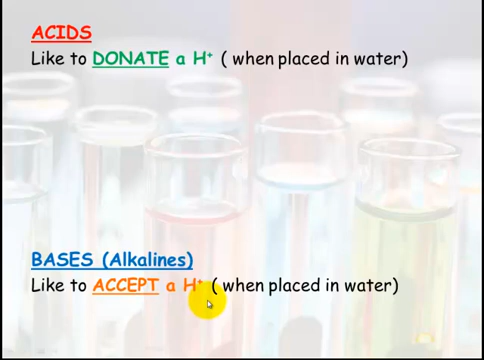 ACIDS
Like to DONATE a H⁺ ( when placed in water)
BASES (Alkalines)
Like to ACCEPT a H⁺ ( when placed in water)